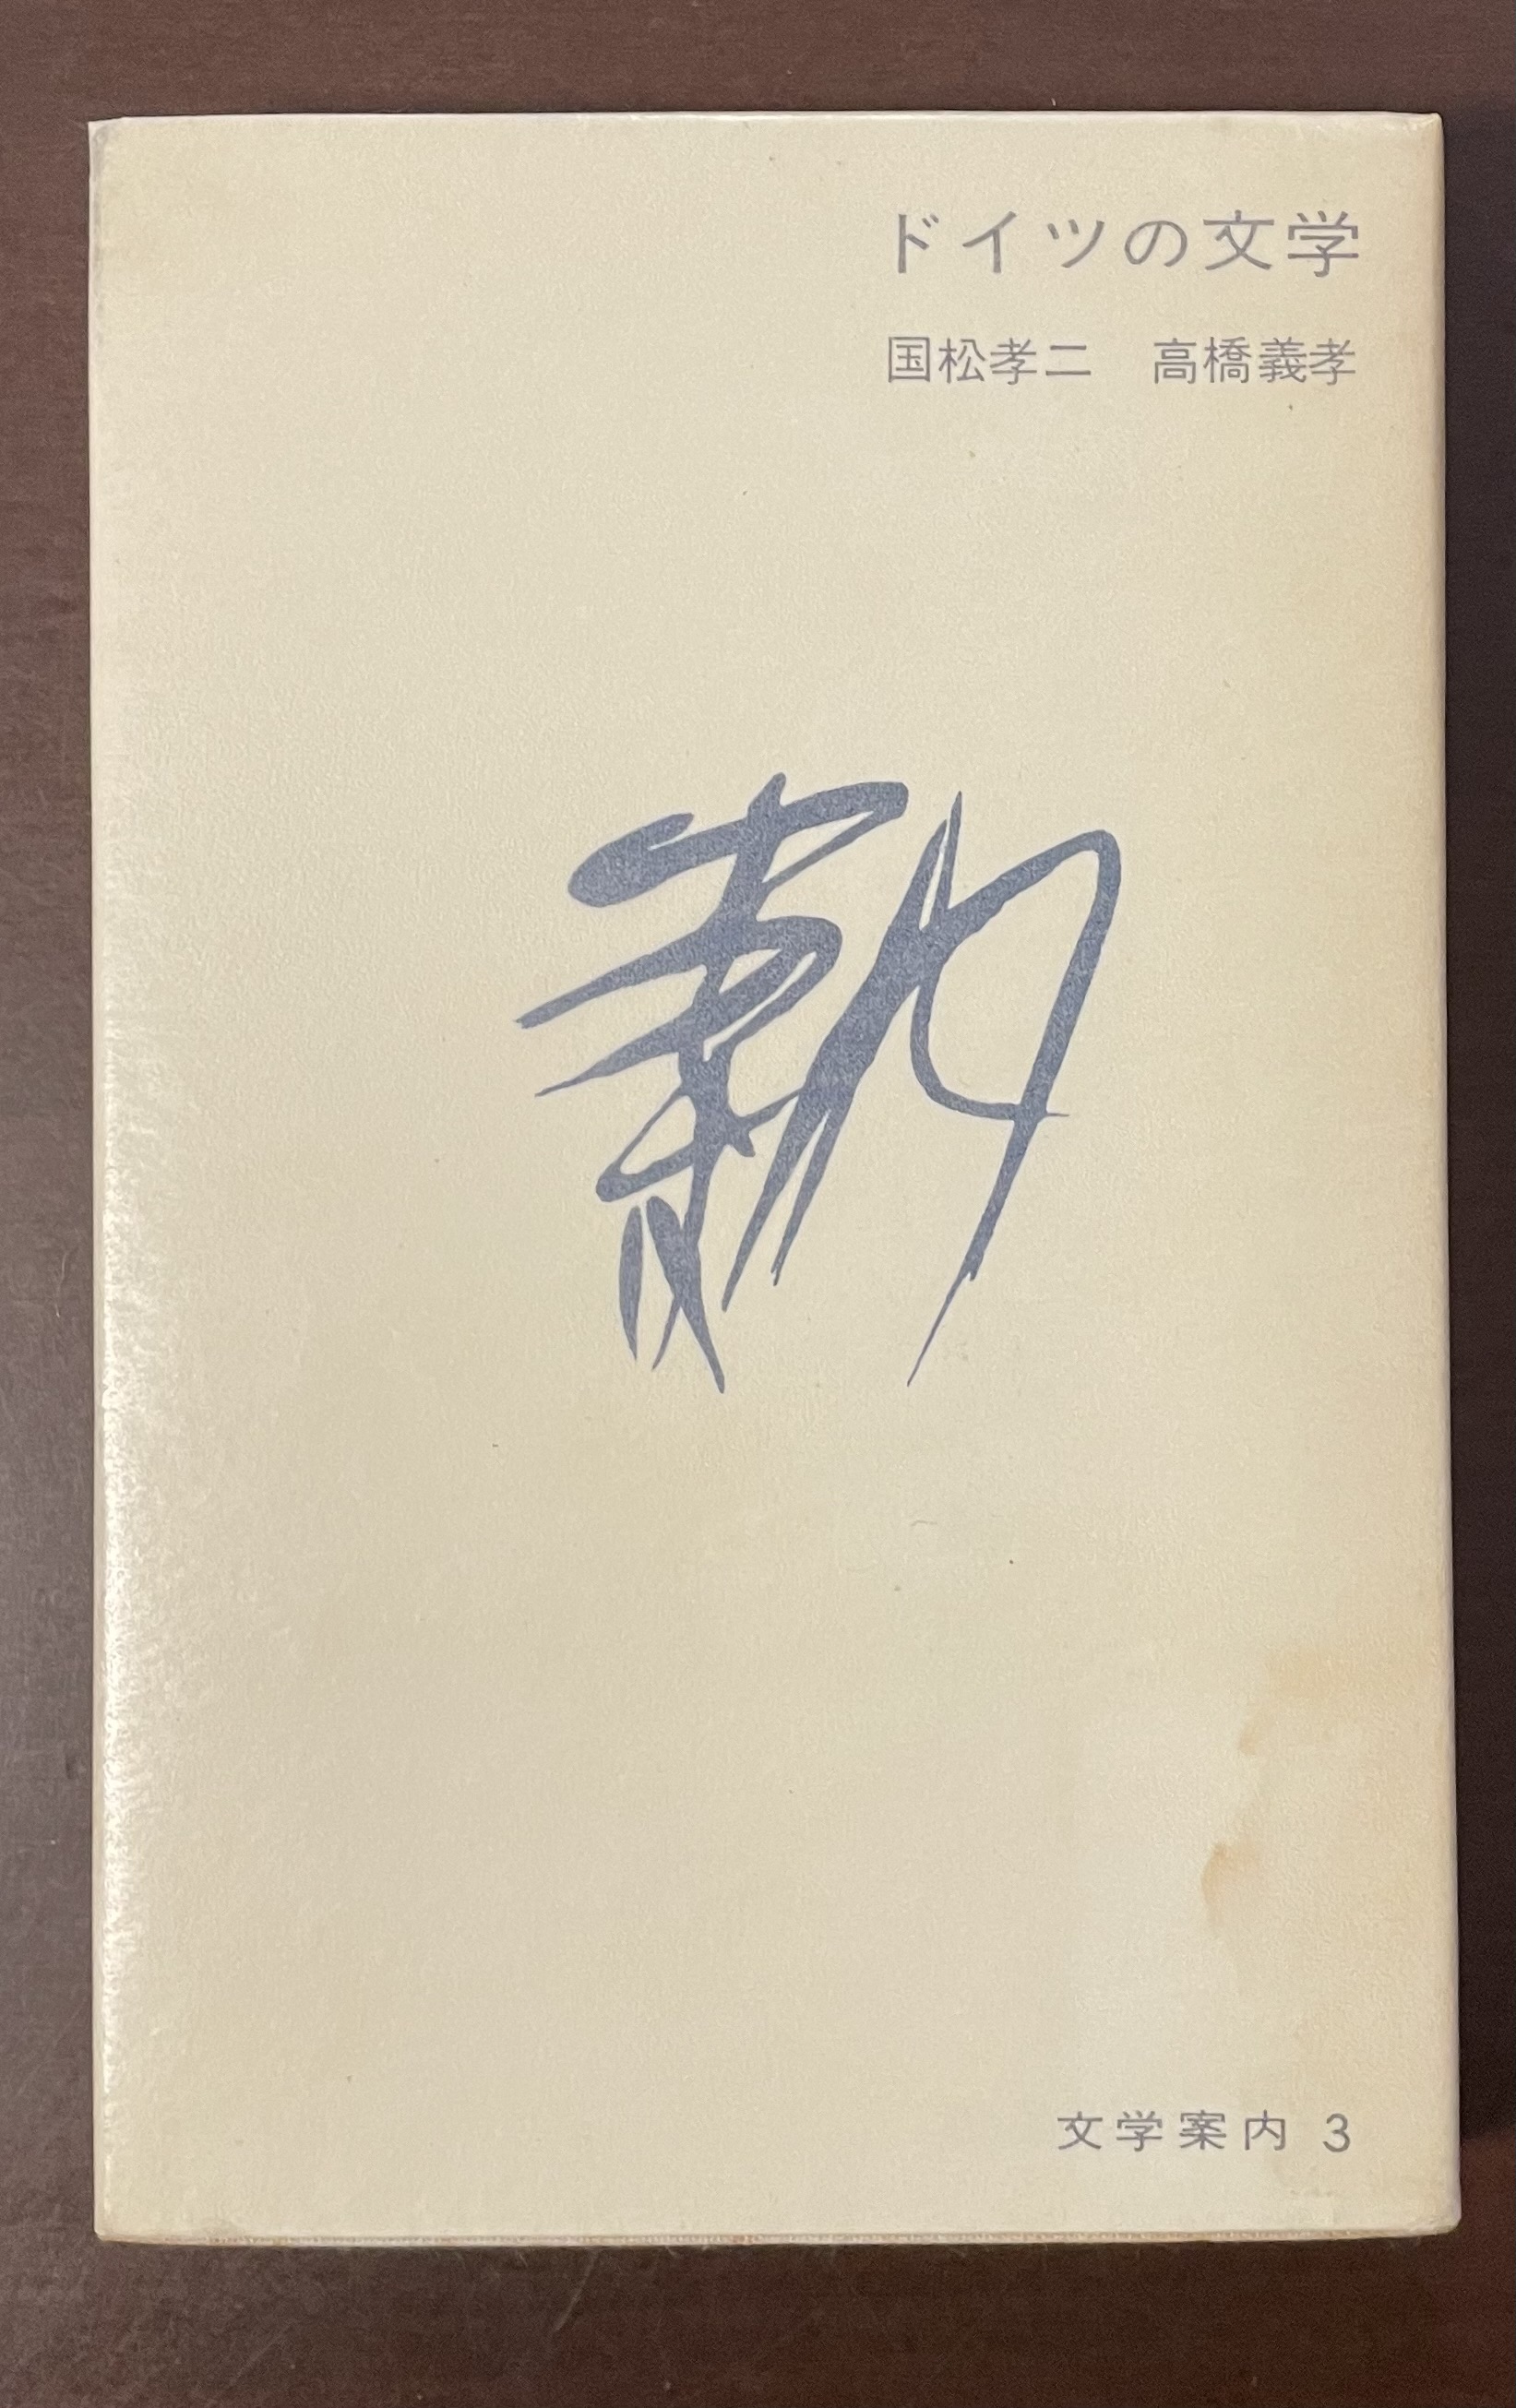 ドイツの文学
国松孝二　高橋義孝
文学案内 3